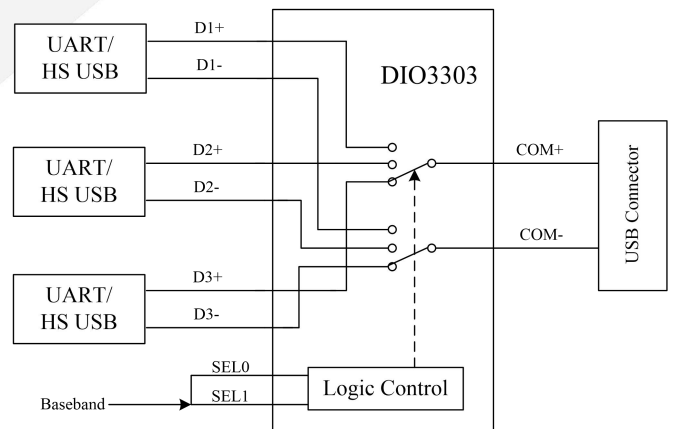 UART/
HS USB
D1+
D1-
DIO3303
UART/
HS USB
D2+
D2-
COM+
COM-
USB Connector
UART/
HS USB
D3+
D3-
Baseband
SEL0
SEL1
Logic Control